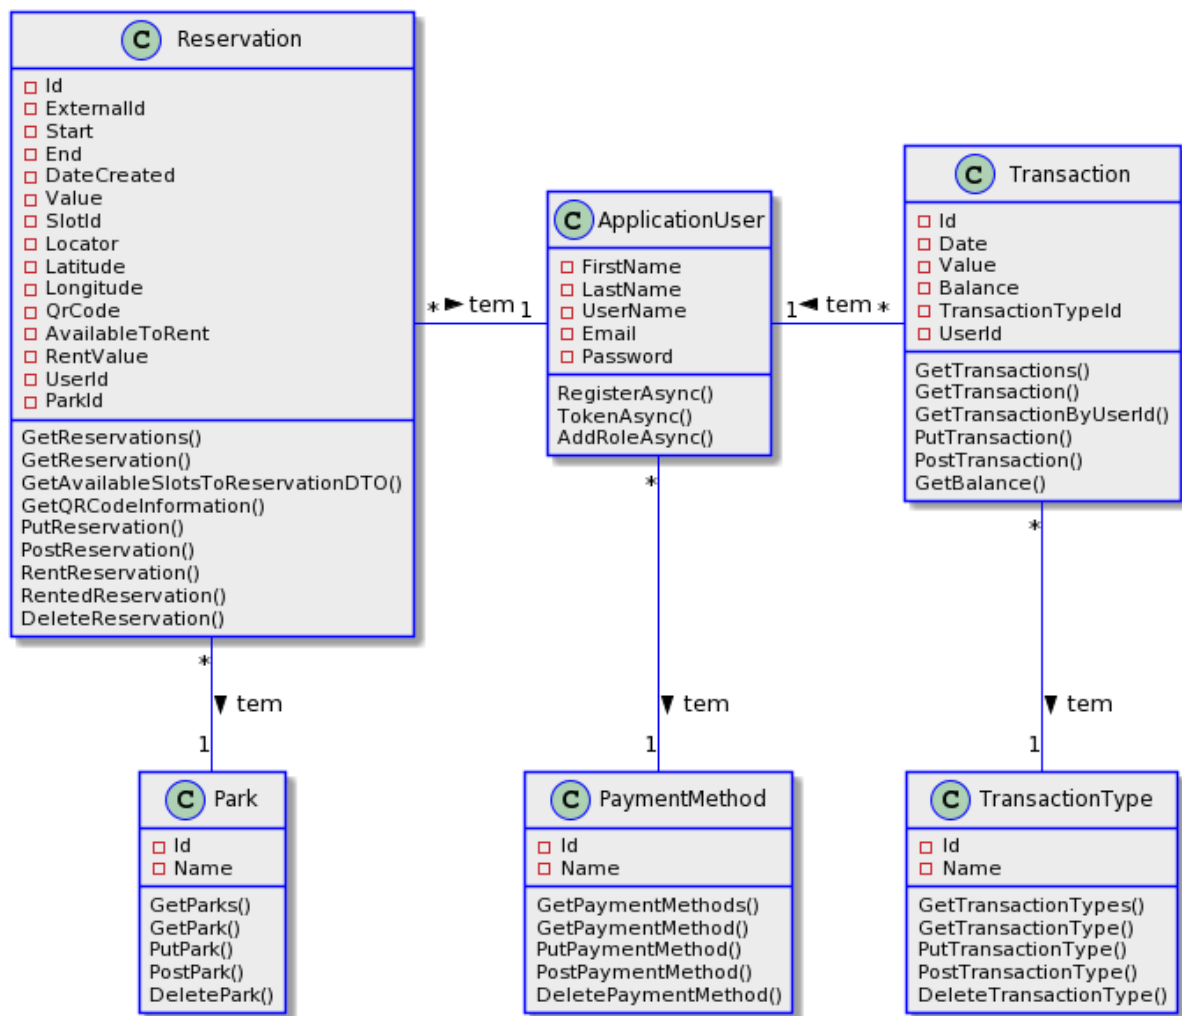 C Reservation
Id
ExternalId
Start
End
DateCreated
Value
SlotId
Locator
Latitude
Longitude
QrCode
AvailableToRent
RentValue
UserId
ParkId
GetReservations()
GetReservation()
GetAvailableSlotsToReservationDTO()
GetQRCodeInformation()
PutReservation()
PostReservation()
RentReservation()
RentedReservation()
DeleteReservation()
* tem 1
C ApplicationUser
FirstName
LastName
UserName
Email
Password
RegisterAsync()
TokenAsync()
AddRoleAsync()
1 tem *
C Transaction
Id
Date
Value
Balance
TransactionTypeId
UserId
GetTransactions()
GetTransaction()
GetTransactionByUserId()
PutTransaction()
PostTransaction()
GetBalance()
*
tem
1
C Park
Id
Name
GetParks()
GetPark()
PutPark()
PostPark()
DeletePark()
*
tem
1
C PaymentMethod
Id
Name
GetPaymentMethods()
GetPaymentMethod()
PutPaymentMethod()
PostPaymentMethod()
DeletePaymentMethod()
*
tem
1
C TransactionType
Id
Name
GetTransactionTypes()
GetTransactionType()
PutTransactionType()
PostTransactionType()
DeleteTransactionType()